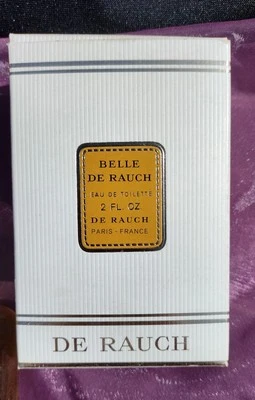 BELLE
DE RAUCH
EAU DE TOILETTE
2 FL. OZ
DE RAUCH
PARIS - FRANCE
DE RAUCH